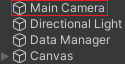 Main Camera
Directional Light
Data Manager
Canvas